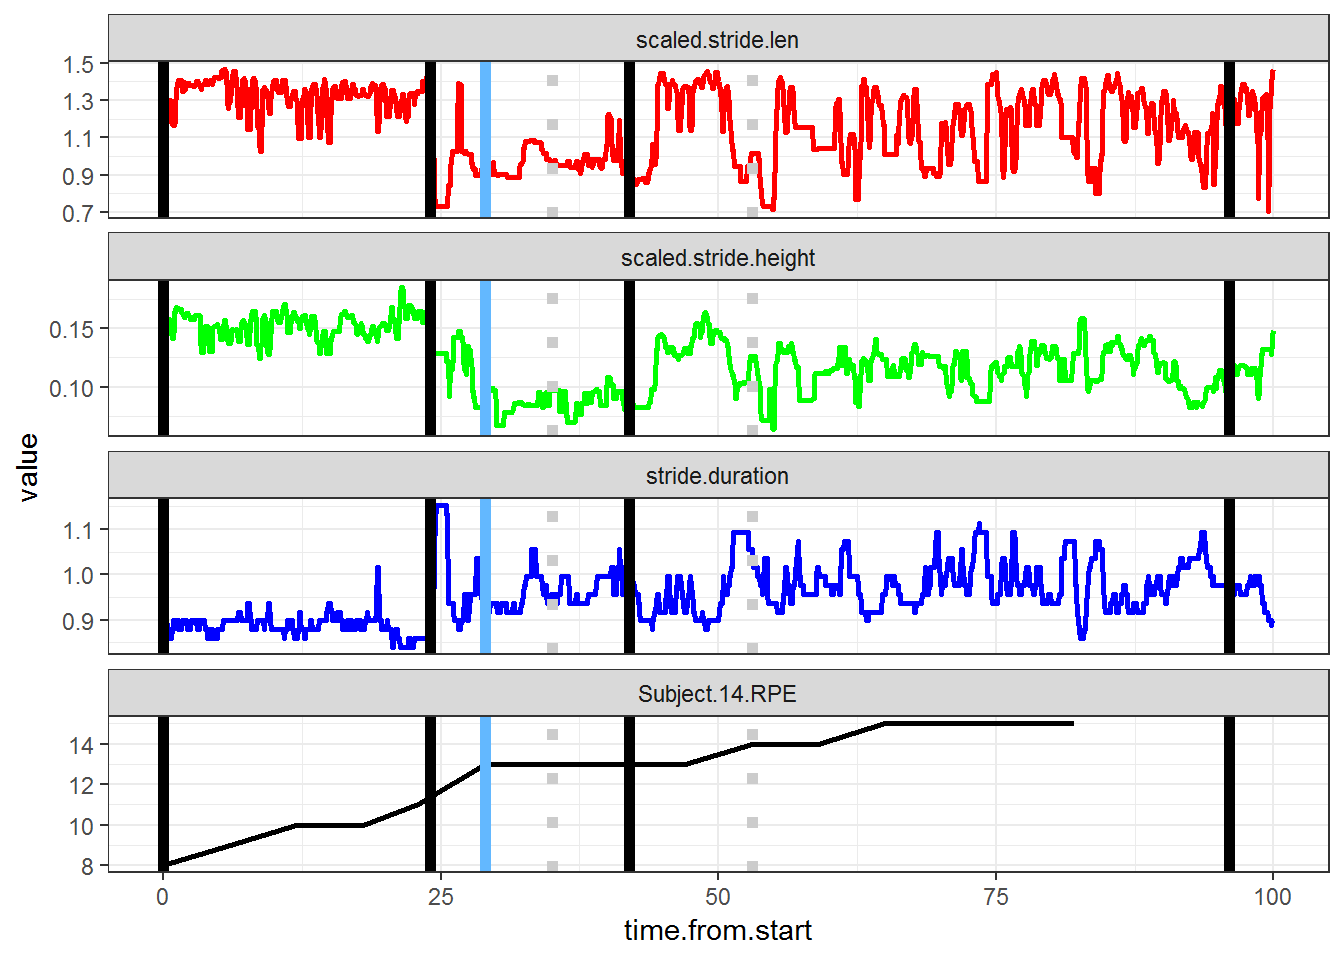 scaled.stride.len
1.5
1.3
1.1
0.9
0.7
scaled.stride.height
0.15
0.10
stride.duration
1.1
1.0
0.9
Subject.14.RPE
14
12
10
8
0 25 50 75 100
time.from.start
value